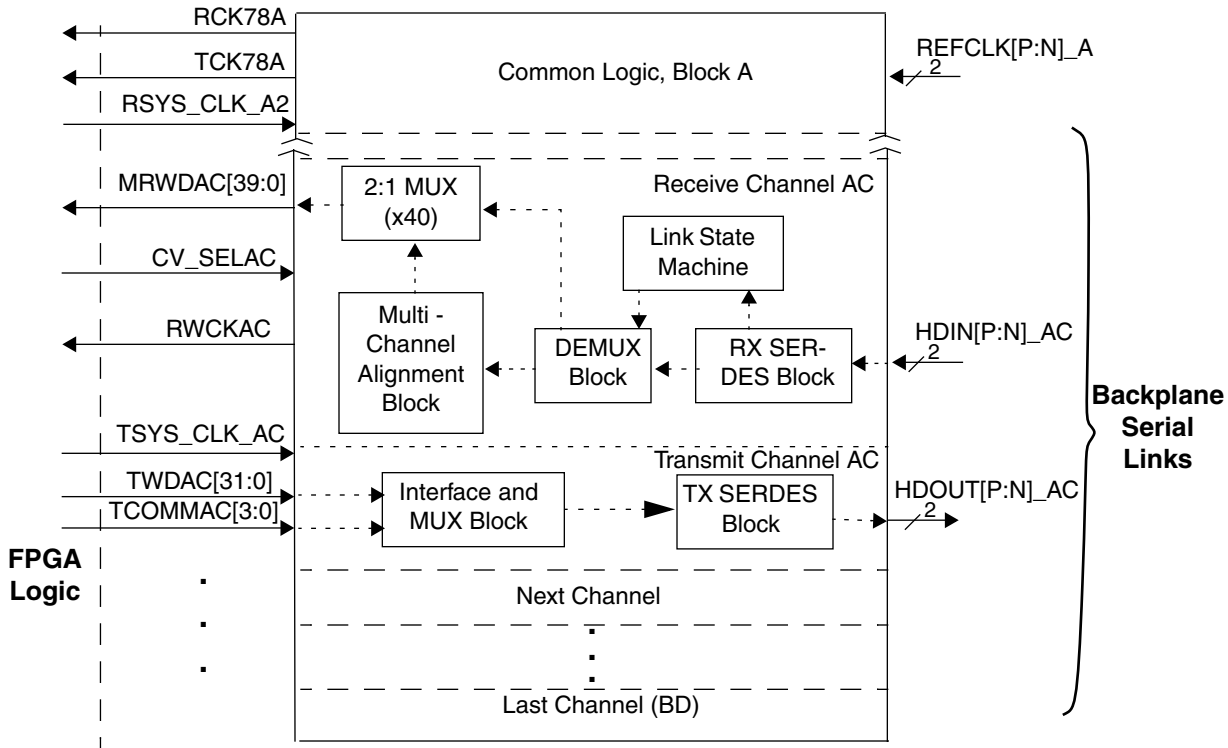 RCK78A
TCK78A
RSYS_CLK_A2
Common Logic, Block A
REFCLK[P:N]_A
2
MRWDAC[39:0]
2:1 MUX
(x40)
Receive Channel AC
Link State
Machine
CV_SELAC
RWCKAC
Multi -
Channel
Alignment
Block
DEMUX
Block
RX SER-
DES Block
HDIN[P:N]_AC
2
Backplane
Serial
Links
TSYS_CLK_AC
Transmit Channel AC
TWDAC[31:0]
TCOMMAC[3:0]
Interface and
MUX Block
TX SERDES
Block
HDOUT[P:N]_AC
2
FPGA
Logic
Next Channel
Last Channel (BD)